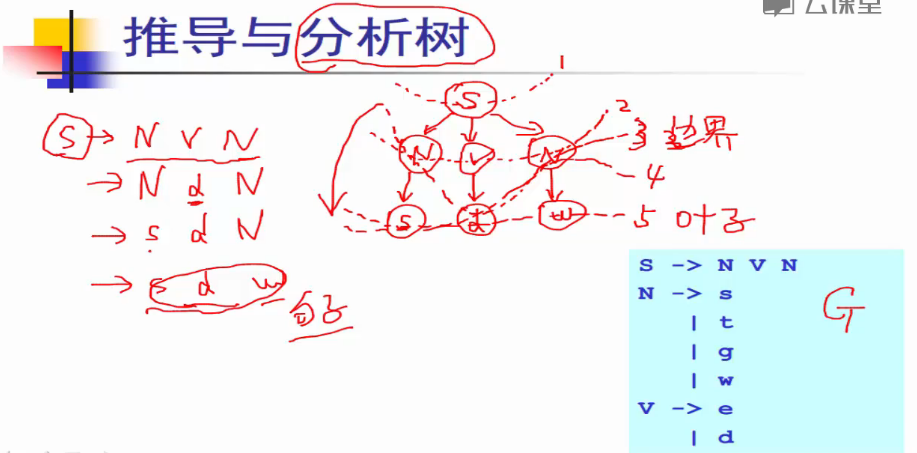 云课堂
推导与分析树
S → N V N
→ N d N
→ s d N
→ s d w
句子
1
S
2
N V N
3 边界
4
s d w
5 叶子
S -> N V N
N -> s
| t
| g
| w
V -> e
| d
G